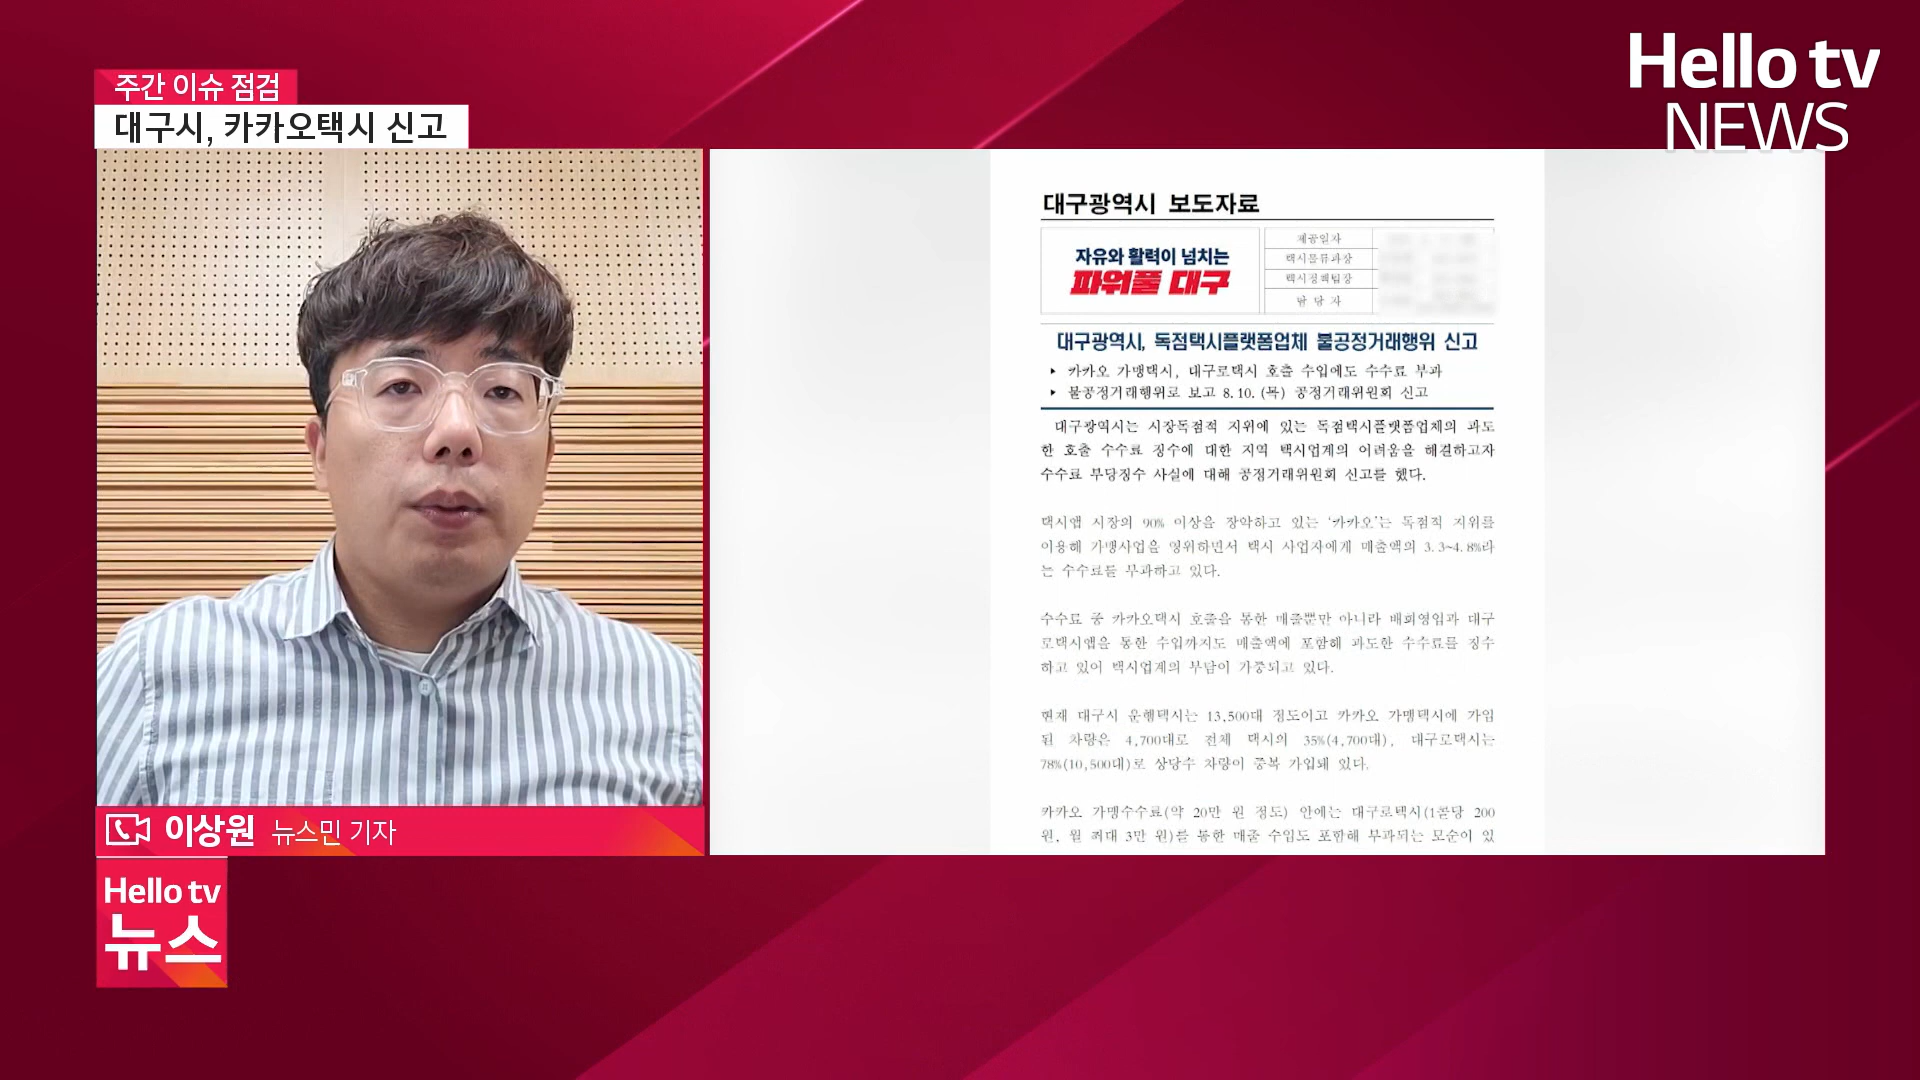 주간 이슈 점검
대구시, 카카오택시 신고
Hello tv
NEWS
대구광역시 보도자료
자유와 활력이 넘치는
파워풀 대구
제공일자
택시물류과장
택시정책팀장
담 당 자
대구광역시, 독점택시플랫폼업체 불공정거래행위 신고
▸ 카카오 가맹택시, 대구로택시 호출 수입에도 수수료 부과
▸ 불공정거래행위로 보고 8.10.(목) 공정거래위원회 신고
대구광역시는 시장독점적 지위에 있는 독점택시플랫폼업체의 과도
한 호출 수수료 징수에 대한 지역 택시업계의 어려움을 해결하고자
수수료 부당징수 사실에 대해 공정거래위원회 신고를 했다.
택시앱 시장의 90% 이상을 장악하고 있는 '카카오'는 독점적 지위를
이용해 가맹사업을 영위하면서 택시 사업자에게 매출액의 3.3~4.8%라
는 수수료를 부과하고 있다.
수수료 중 카카오택시 호출을 통한 매출뿐만 아니라 배회영업과 대구
로택시앱을 통한 수입까지도 매출액에 포함해 과도한 수수료를 징수
하고 있어 택시업계의 부담이 가중되고 있다.
현재 대구시 운행택시는 13,500대 정도이고 카카오 가맹택시에 가입
된 차량은 4,700대로 전체 택시의 35%(4,700대), 대구로택시는
78%(10,500대)로 상당수 차량이 중복 가입돼 있다.
카카오 가맹수수료(약 20만 원 정도) 안에는 대구로택시(1콜당 200
원, 월 최대 3만 원)를 통한 매출 수입도 포함해 부과되는 모순이 있
이상원 뉴스민 기자
Hello tv
뉴스